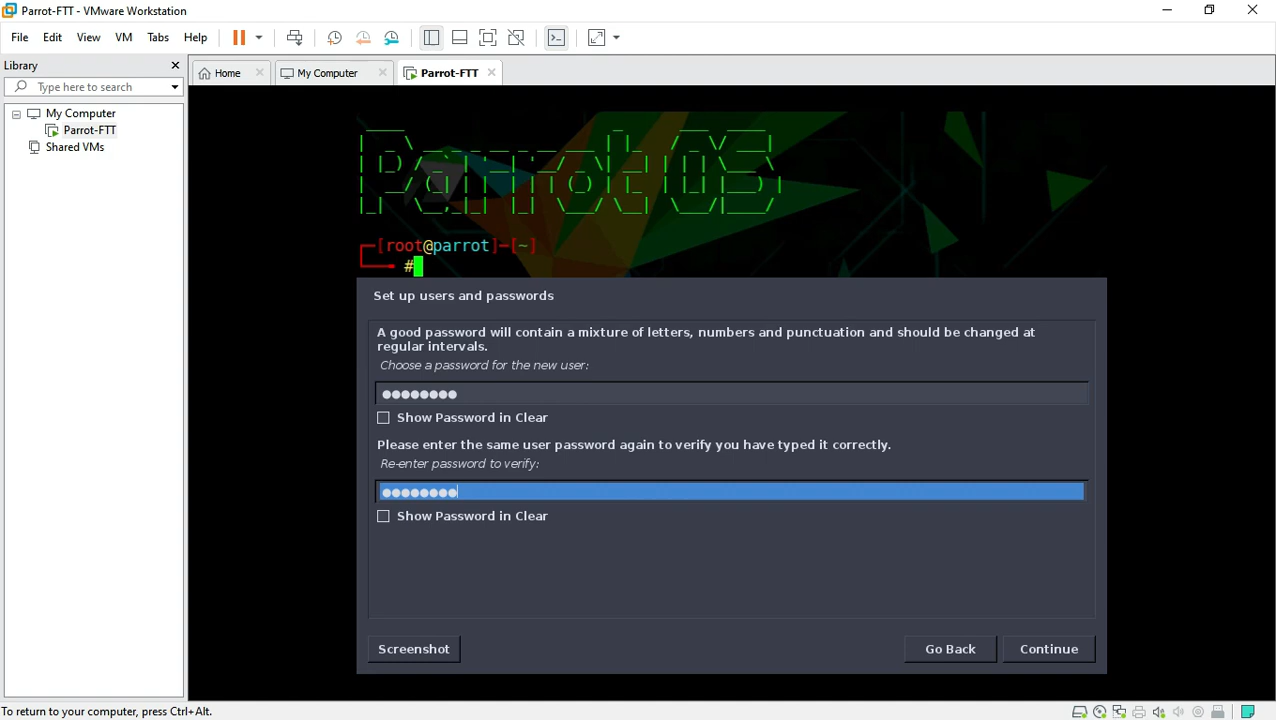 Parrot-FTT - VMware Workstation
File Edit View VM Tabs Help
Library
Type here to search
My Computer
Parrot-FTT
Shared VMs
Home
My Computer
Parrot-FTT
Parrot OS
[root@parrot]-[~]
#
Set up users and passwords
A good password will contain a mixture of letters, numbers and punctuation and should be changed at
regular intervals.
Choose a password for the new user:
●●●●●●●●
Show Password in Clear
Please enter the same user password again to verify you have typed it correctly.
Re-enter password to verify:
●●●●●●●●
Show Password in Clear
Screenshot
Go Back
Continue
To return to your computer, press Ctrl+Alt.